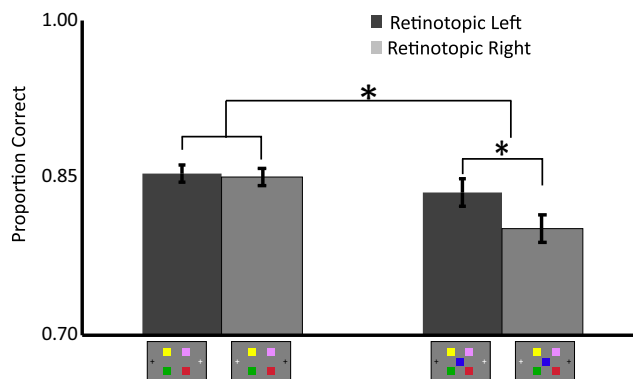 1.00
Retinotopic Left
Retinotopic Right
*
*
Proportion Correct
0.85
0.70